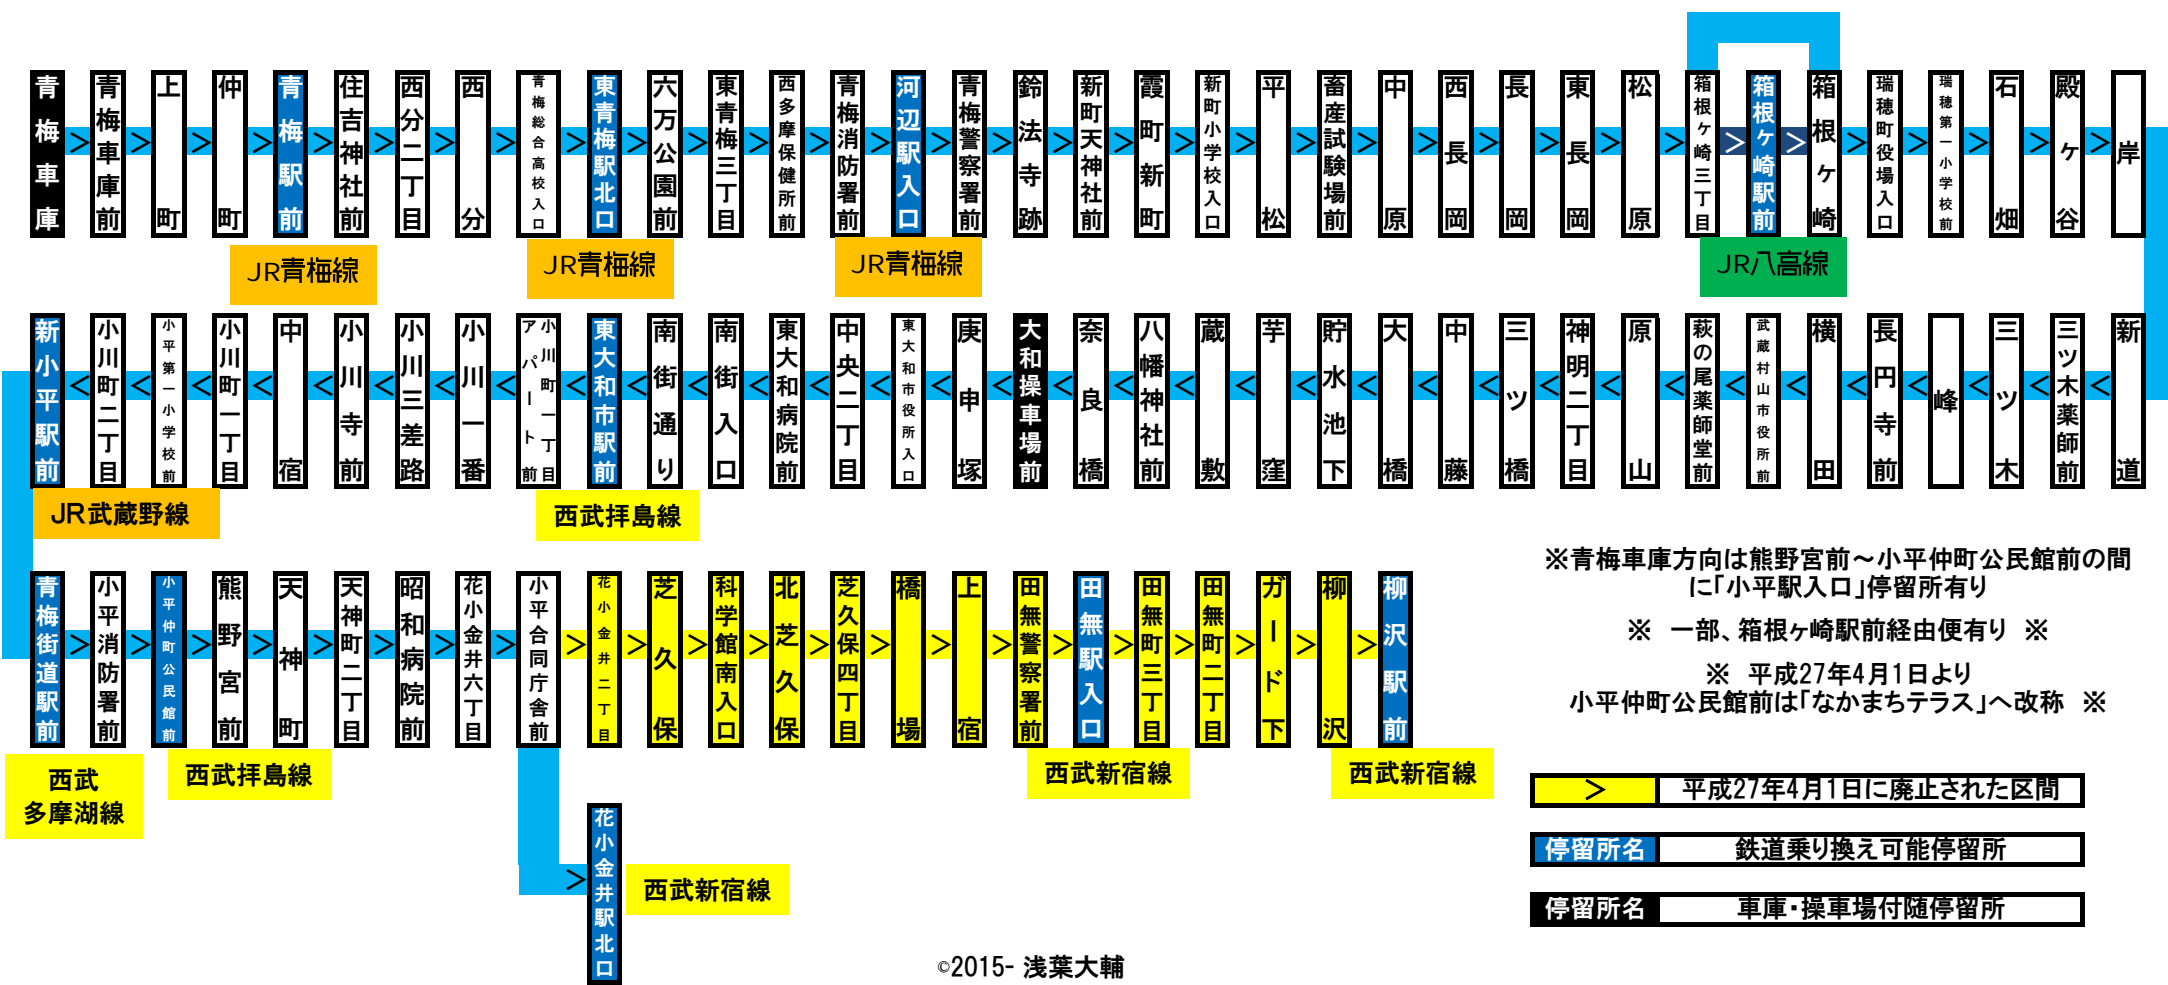 青梅車庫
＞
青梅車庫前
＞
上町
＞
仲町
＞
青梅駅前
＞
住吉神社前
＞
西分二丁目
＞
西分
＞
青梅総合高校入口
＞
東青梅駅北口
＞
六万公園前
＞
東青梅三丁目
＞
西多摩保健所前
＞
青梅消防署前
＞
河辺駅入口
＞
青梅警察署前
＞
鈴法寺跡
＞
新町天神社前
＞
霞町新町
＞
新町小学校入口
＞
平松
＞
畜産試験場前
＞
中原
＞
西長岡
＞
長岡
＞
東長岡
＞
松原
＞
箱根ヶ崎三丁目
＞
箱根ヶ崎駅前
＞
箱根ヶ崎
＞
瑞穂町役場入口
＞
瑞穂第一小学校前
＞
石畑
＞
殿ヶ谷
＞
岸
JR青梅線
JR青梅線
JR青梅線
JR八高線
新小平駅前
＜
小川町二丁目
＜
小平第一小学校前
＜
小川町一丁目
＜
中宿
＜
小川寺前
＜
小川三差路
＜
小川一番
＜
小川町一丁目
アパート前
＜
東大和市駅前
＜
南街通り
＜
南街入口
＜
東大和病院前
＜
中央二丁目
＜
東大和市役所入口
＜
庚申塚
＜
大和操車場前
＜
奈良橋
＜
八幡神社前
＜
蔵敷
＜
芋窪
＜
貯水池下
＜
大橋
＜
中藤
＜
三ツ橋
＜
神明二丁目
＜
原山
＜
萩の尾薬師堂前
＜
武蔵村山市役所前
＜
横田
＜
長円寺前
＜
峰
＜
三ツ木
＜
三ツ木薬師前
＜
新道
JR武蔵野線
西武拝島線
青梅街道駅前
＞
小平消防署前
＞
小平仲町公民館前
＞
熊野宮前
＞
天神町
＞
天神町二丁目
＞
昭和病院前
＞
花小金井六丁目
＞
小平合同庁舎前
＞
花小金井二丁目
＞
芝久保
＞
科学館南入口
＞
北芝久保
＞
芝久保四丁目
＞
橋場
＞
上宿
＞
田無警察署前
＞
田無駅入口
＞
田無町三丁目
＞
田無町二丁目
＞
ガード下
＞
柳沢
＞
柳沢駅前
西武
多摩湖線
西武拝島線
西武新宿線
西武新宿線
＞
花小金井駅北口
西武新宿線
※青梅車庫方向は熊野宮前～小平仲町公民館前の間
に「小平駅入口」停留所有り
※　一部、箱根ヶ崎駅前経由便有り　※
※　平成27年4月1日より
小平仲町公民館前は「なかまちテラス」へ改称　※
＞　平成27年4月1日に廃止された区間
停留所名　鉄道乗り換え可能停留所
停留所名　車庫・操車場付随停留所
©2015- 浅葉大輔